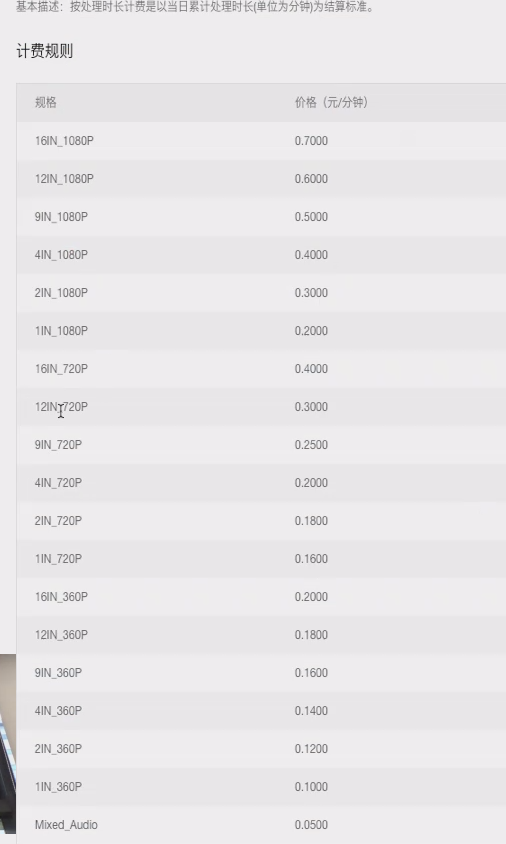 基本描述：按处理时长计费是以当日累计处理时长(单位为分钟)为结算标准。
计费规则
规格 价格（元/分钟）
16IN_1080P 0.7000
12IN_1080P 0.6000
9IN_1080P 0.5000
4IN_1080P 0.4000
2IN_1080P 0.3000
1IN_1080P 0.2000
16IN_720P 0.4000
12IN_720P 0.3000
9IN_720P 0.2500
4IN_720P 0.2000
2IN_720P 0.1800
1IN_720P 0.1600
16IN_360P 0.2000
12IN_360P 0.1800
9IN_360P 0.1600
4IN_360P 0.1400
2IN_360P 0.1200
1IN_360P 0.1000
Mixed_Audio 0.0500